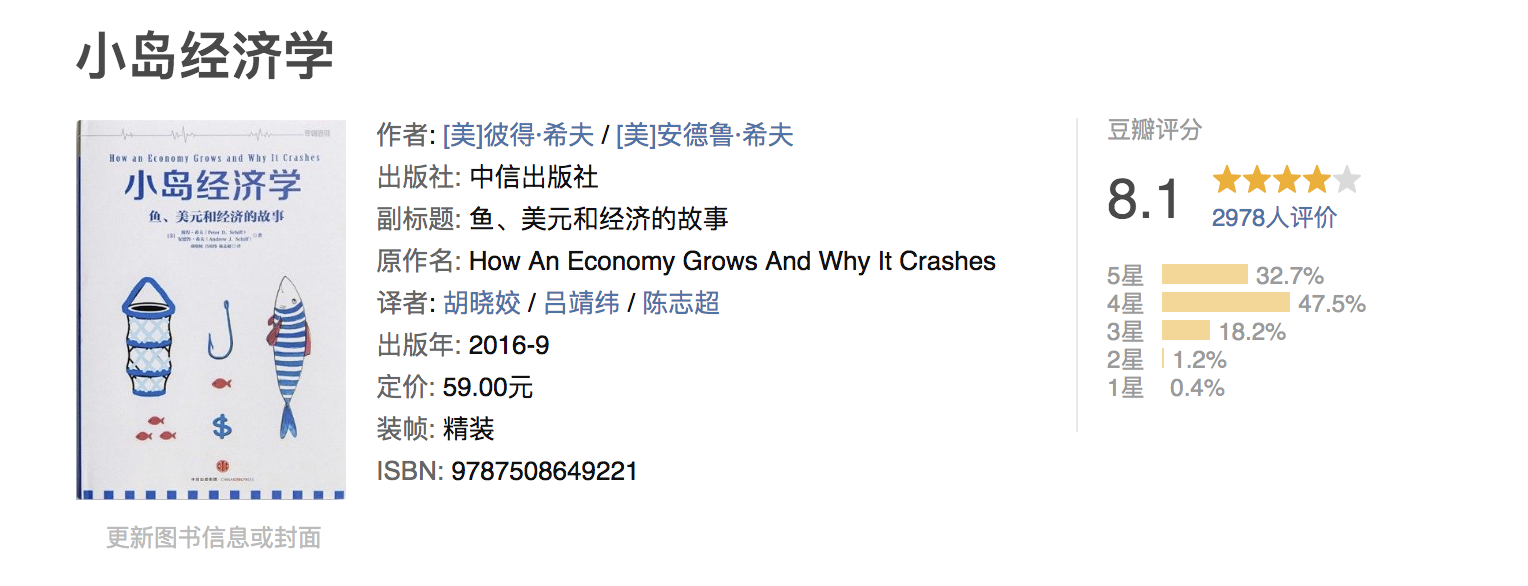 小岛经济学
How an Economy Grows and Why It Crashes
小岛经济学
鱼、美元和经济的故事
更新图书信息或封面
作者: [美]彼得·希夫 / [美]安德鲁·希夫
出版社: 中信出版社
副标题: 鱼、美元和经济的故事
原作名: How An Economy Grows And Why It Crashes
译者: 胡晓姣 / 吕靖纬 / 陈志超
出版年: 2016-9
定价: 59.00元
装帧: 精装
ISBN: 9787508649221
豆瓣评分
8.1
2978人评价
5星 32.7%
4星 47.5%
3星 18.2%
2星 1.2%
1星 0.4%